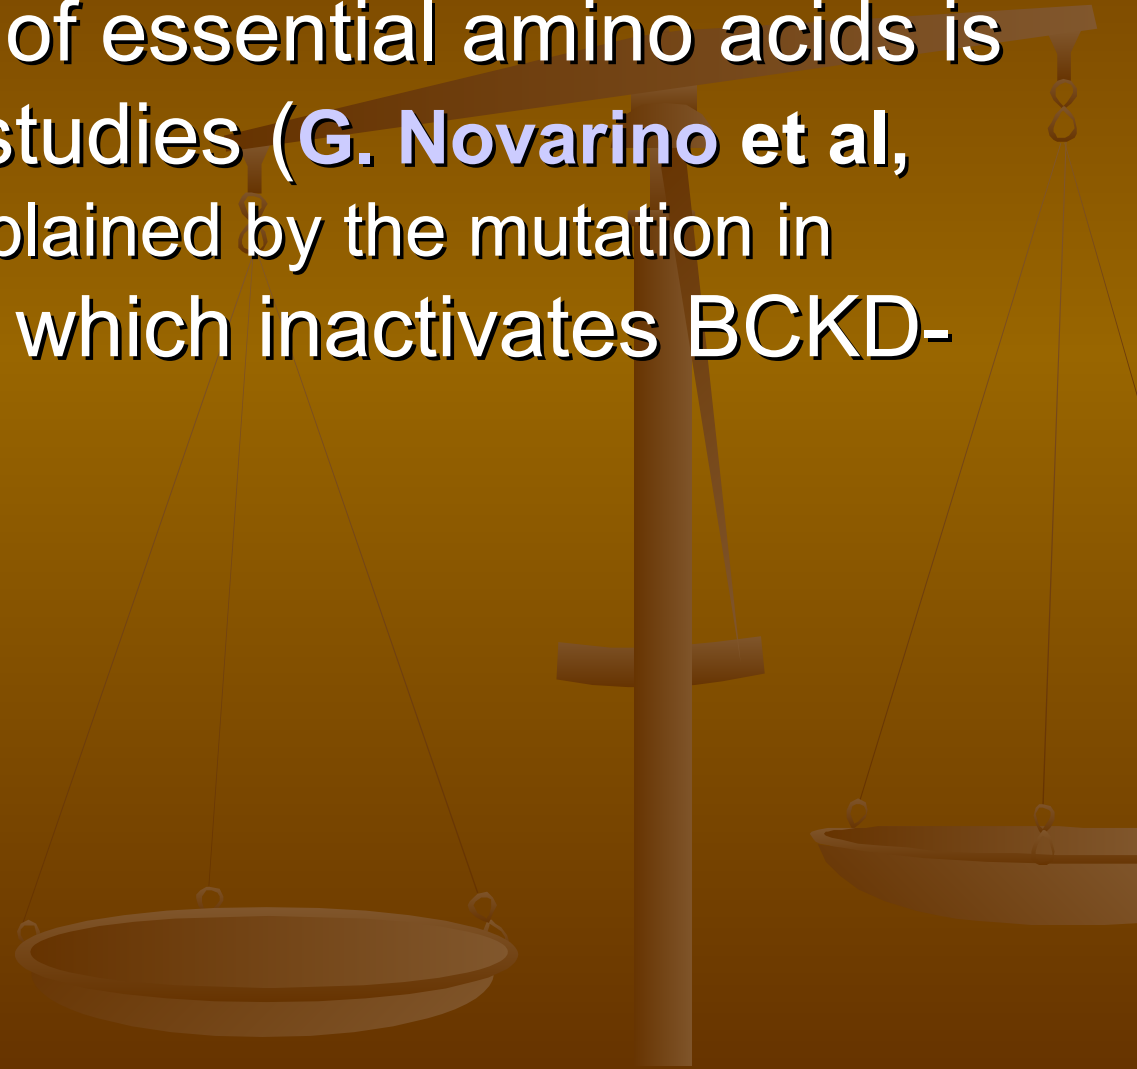 of essential amino acids is
studies (G. Novarino et al,
plained by the mutation in
which inactivates BCKD-